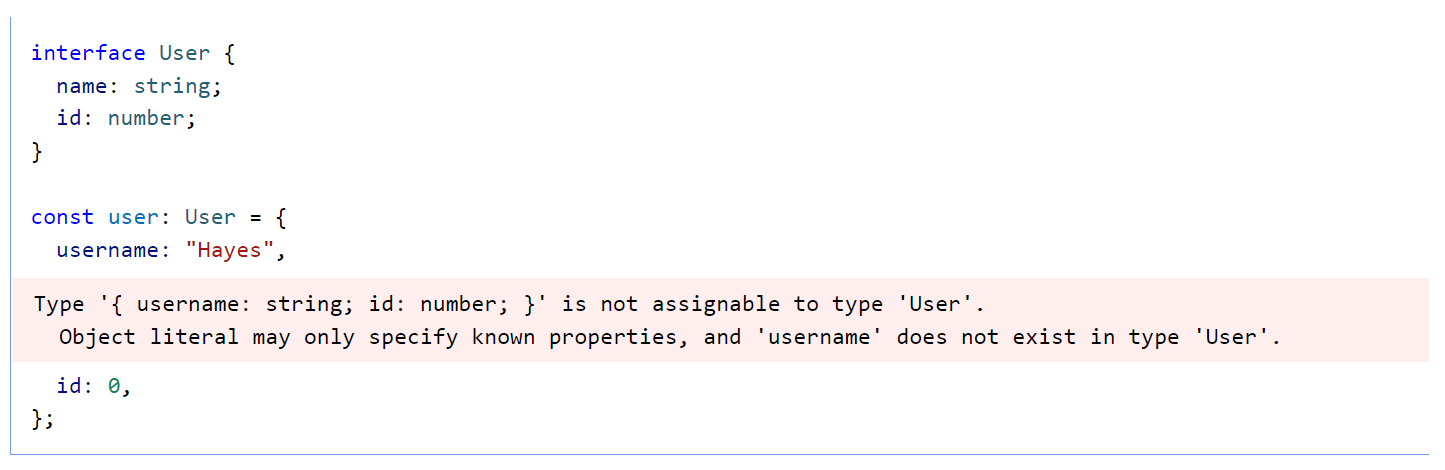 interface User {
  name: string;
  id: number;
}
const user: User = {
  username: "Hayes",
Type '{ username: string; id: number; }' is not assignable to type 'User'.
  Object literal may only specify known properties, and 'username' does not exist in type 'User'.
  id: 0,
};